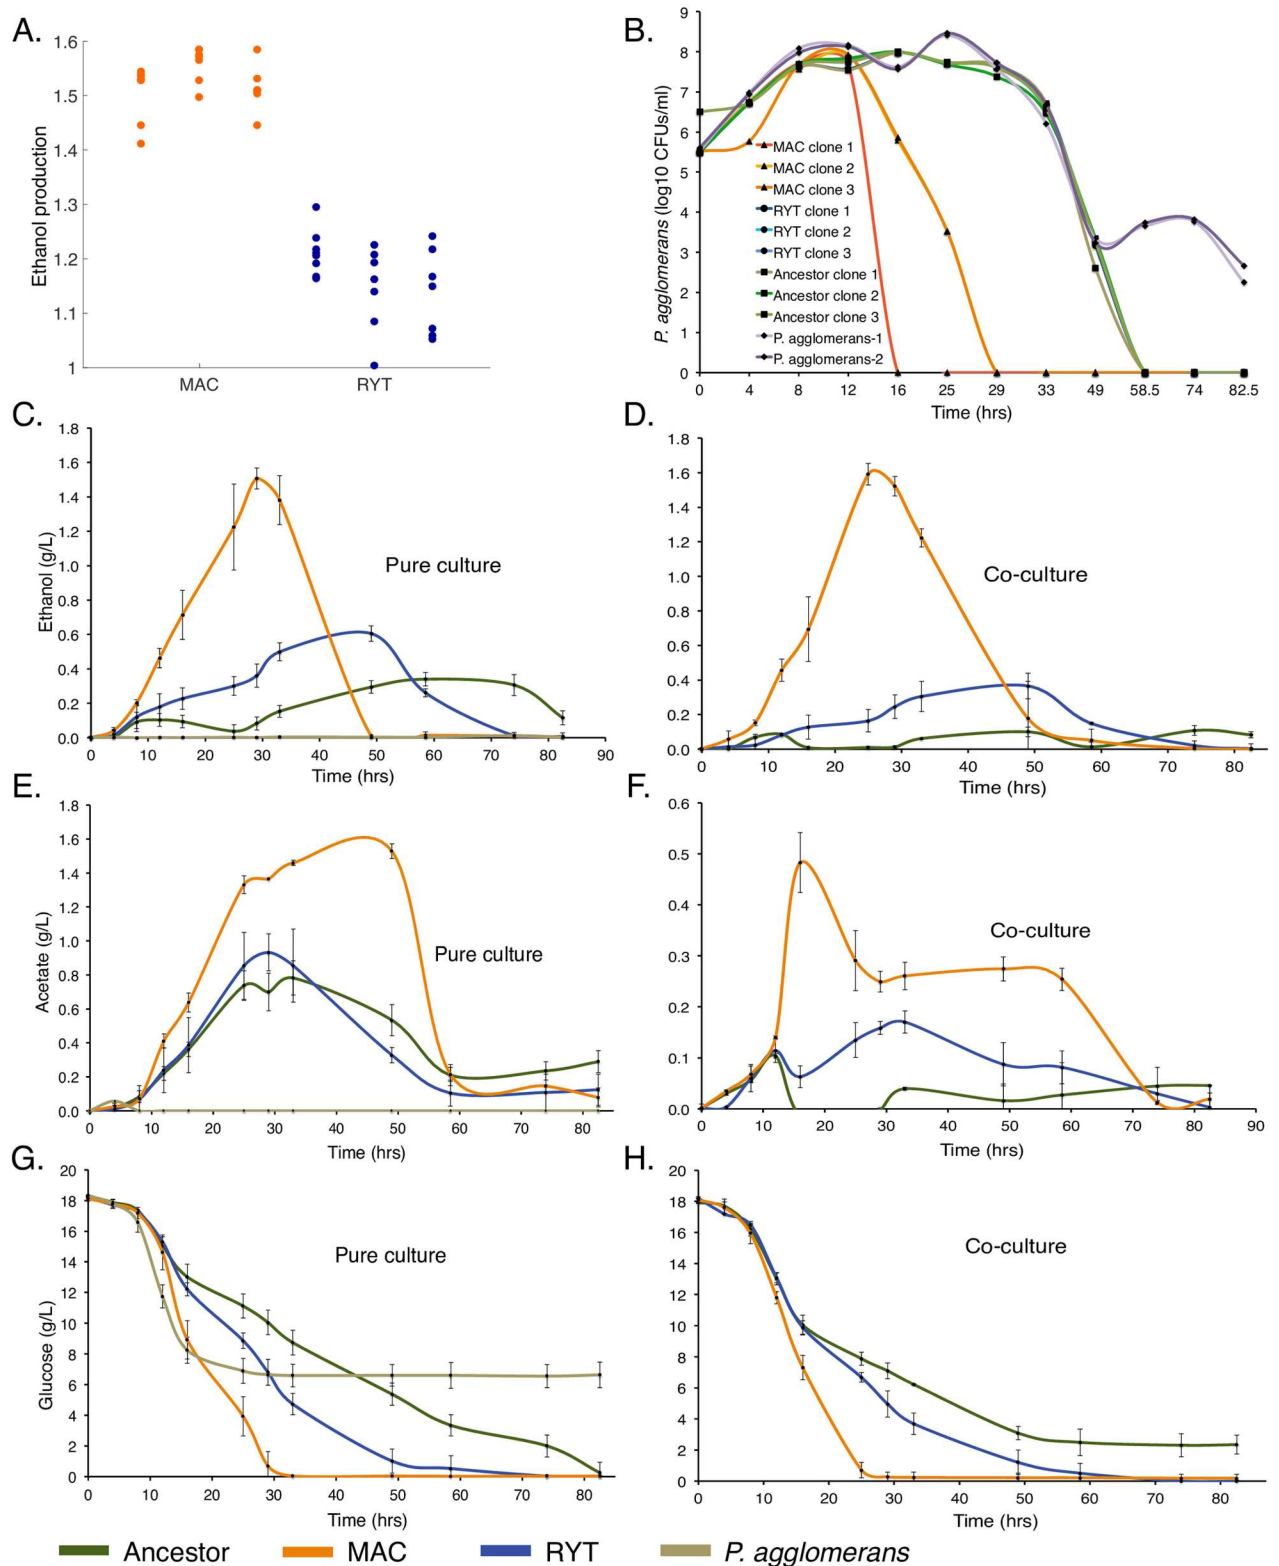 A.
1.6
1.5
1.4
1.3
1.2
1.1
1
Ethanol production
MAC
RYT
B.
9
8
7
6
5
4
3
2
1
0
P. agglomerans (log10 CFUs/ml)
MAC clone 1
MAC clone 2
MAC clone 3
RYT clone 1
RYT clone 2
RYT clone 3
Ancestor clone 1
Ancestor clone 2
Ancestor clone 3
P. agglomerans-1
P. agglomerans-2
0 4 8 12 16 25 29 33 49 58.5 74 82.5
Time (hrs)
C.
1.8
1.6
1.4
1.2
1.0
0.8
0.6
0.4
0.2
0.0
Ethanol (g/L)
Pure culture
0 10 20 30 40 50 60 70 80 90
Time (hrs)
D.
1.8
1.6
1.4
1.2
1.0
0.8
0.6
0.4
0.2
0.0
Co-culture
0 10 20 30 40 50 60 70 80
Time (hrs)
E.
1.8
1.6
1.4
1.2
1.0
0.8
0.6
0.4
0.2
0.0
Acetate (g/L)
Pure culture
0 10 20 30 40 50 60 70 80
Time (hrs)
F.
0.6
0.5
0.4
0.3
0.2
0.1
0.0
Co-culture
0 10 20 30 40 50 60 70 80 90
Time (hrs)
G.
20
18
16
14
12
10
8
6
4
2
0
Glucose (g/L)
Pure culture
0 10 20 30 40 50 60 70 80
Time (hrs)
H.
20
18
16
14
12
10
8
6
4
2
0
Co-culture
0 10 20 30 40 50 60 70 80
Time (hrs)
Ancestor MAC RYT P. agglomerans